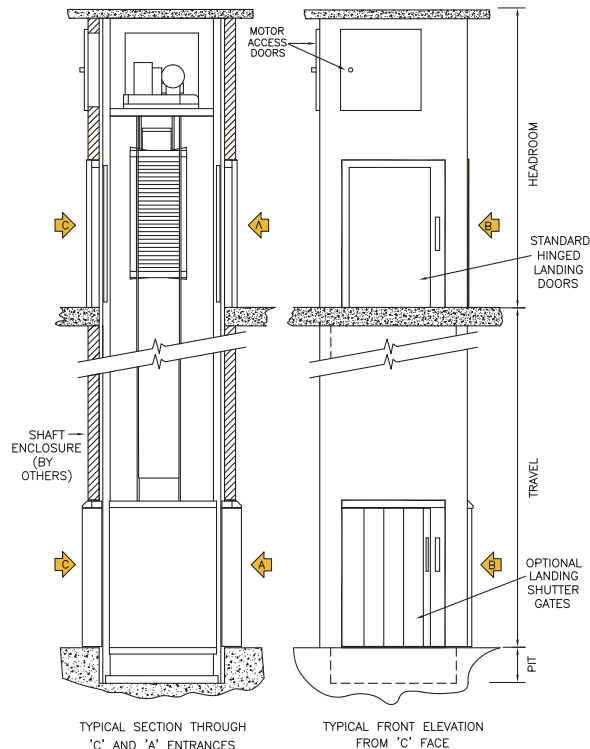 MOTOR
ACCESS
DOORS
HEADROOM
C
A
B
STANDARD
HINGED
LANDING
DOORS
SHAFT
ENCLOSURE
(BY
OTHERS)
TRAVEL
C
A
B
OPTIONAL
LANDING
SHUTTER
GATES
PIT
TYPICAL SECTION THROUGH
'C' AND 'A' ENTRANCES
TYPICAL FRONT ELEVATION
FROM 'C' FACE